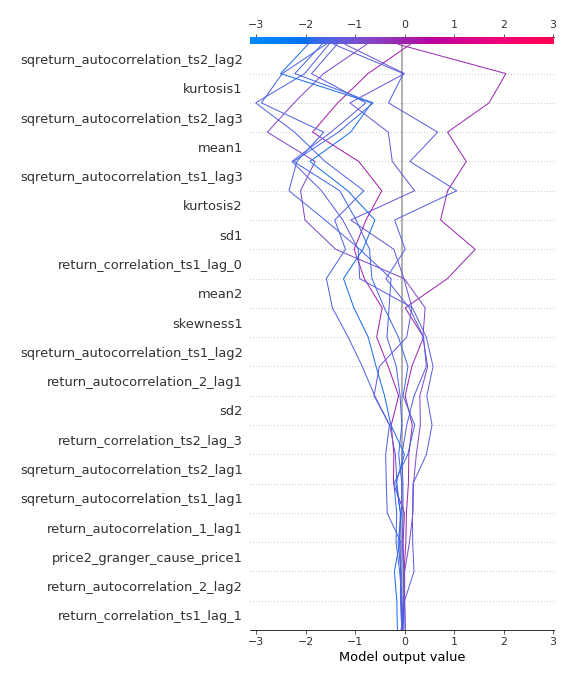 −3 −2 −1 0 1 2 3
sqreturn_autocorrelation_ts2_lag2
kurtosis1
sqreturn_autocorrelation_ts2_lag3
mean1
sqreturn_autocorrelation_ts1_lag3
kurtosis2
sd1
return_correlation_ts1_lag_0
mean2
skewness1
sqreturn_autocorrelation_ts1_lag2
return_autocorrelation_2_lag1
sd2
return_correlation_ts2_lag_3
sqreturn_autocorrelation_ts2_lag1
sqreturn_autocorrelation_ts1_lag1
return_autocorrelation_1_lag1
price2_granger_cause_price1
return_autocorrelation_2_lag2
return_correlation_ts1_lag_1
−3 −2 −1 0 1 2 3
Model output value